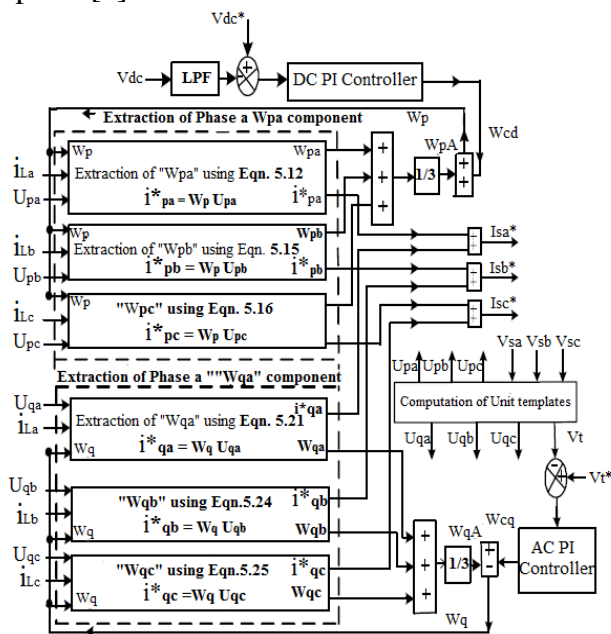 Vdc*
Vdc
LPF
+
-
DC PI Controller
Extraction of Phase a Wpa component
Wp
Wcd
Wp
Wpa
iLa
Extraction of "Wpa" using Eqn. 5.12
Upa
i*pa = Wp Upa
i*pa
+
+
+
1/3
WpA
+
+
Wp
Wpb
iLb
Extraction of "Wpb" using Eqn. 5.15
Upb
i*pb = Wp Upb
i*pb
Wp
iLc
"Wpc" using Eqn. 5.16
Upc
i*pc = Wp Upc
Isa*
Isb*
Isc*
Extraction of Phase a ""Wqa" component
Upa Upb Upc
Vsa Vsb Vsc
Computation of Unit templates
Uqa Uqb Uqc
Vt
Vt*
Uqa
i*qa
iLa
Extraction of "Wqa" using Eqn. 5.21
Wq
i*qa = Wq Uqa
Wqa
Uqb
"Wqb" using Eqn.5.24
i*qb
iLb
Wq
i*qb = Wq Uqb
Wqb
Uqc
"Wqc" using Eqn.5.25
i*qc
iLc
Wq
i*qc =Wq Uqc
Wqc
+
+
+
1/3
WqA
+
-
Wcq
AC PI
Controller
Wq